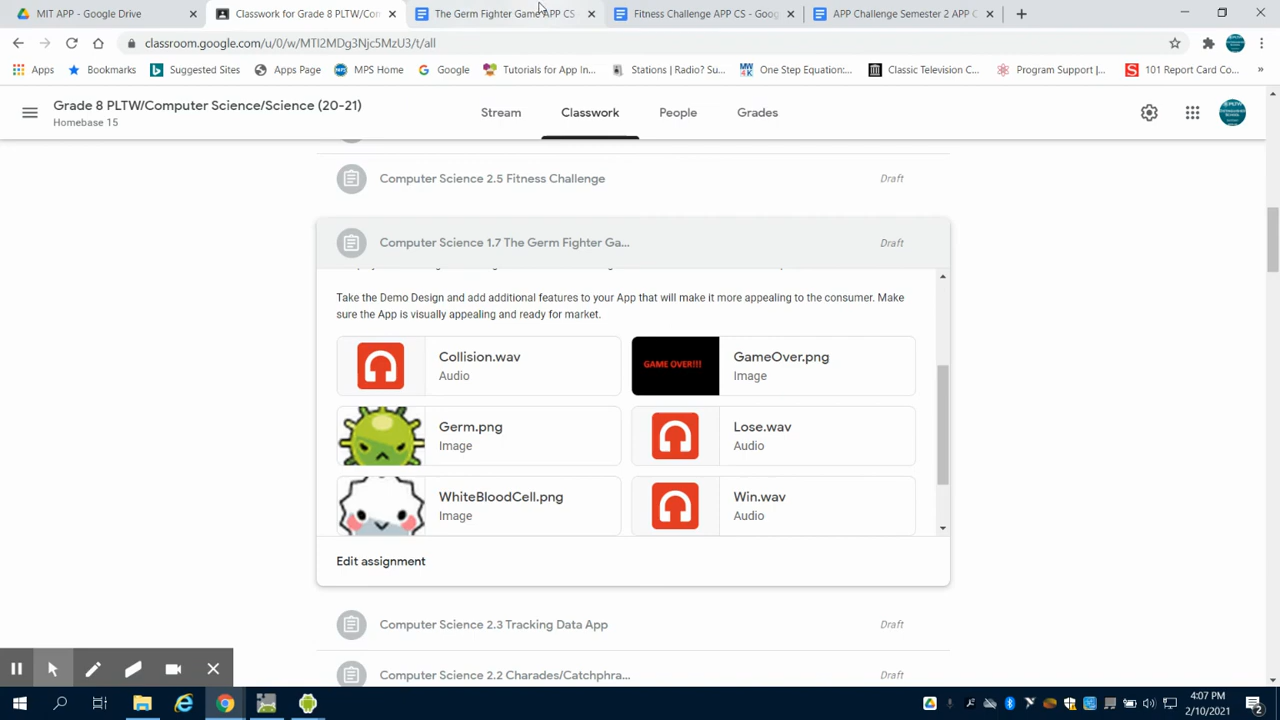 MIT APP - Google Drive
Classwork for Grade 8 PLTW/Con
The Germ Fighter Game APP CS
Fitness Challenge APP CS - Goog
APP Challenge Semester 2 APP C
classroom.google.com/u/0/w/MTI2MDg3Njc5MzU3/t/all
Apps
Bookmarks
Suggested Sites
Apps Page
MPS Home
Google
Tutorials for App In...
Stations | Radio? Su...
One Step Equation:...
Classic Television C...
Program Support |...
101 Report Card Co...
»
Grade 8 PLTW/Computer Science/Science (20-21)
Homebase 15
Stream
Classwork
People
Grades
Computer Science 2.5 Fitness Challenge
Draft
Computer Science 1.7 The Germ Fighter Ga...
Draft
Take the Demo Design and add additional features to your App that will make it more appealing to the consumer. Make
sure the App is visually appealing and ready for market.
Collision.wav
Audio
GAME OVER!!!
GameOver.png
Image
Germ.png
Image
Lose.wav
Audio
WhiteBloodCell.png
Image
Win.wav
Audio
Edit assignment
Computer Science 2.3 Tracking Data App
Draft
Computer Science 2.2 Charades/Catchphra...
Draft
4:07 PM
2/10/2021
2